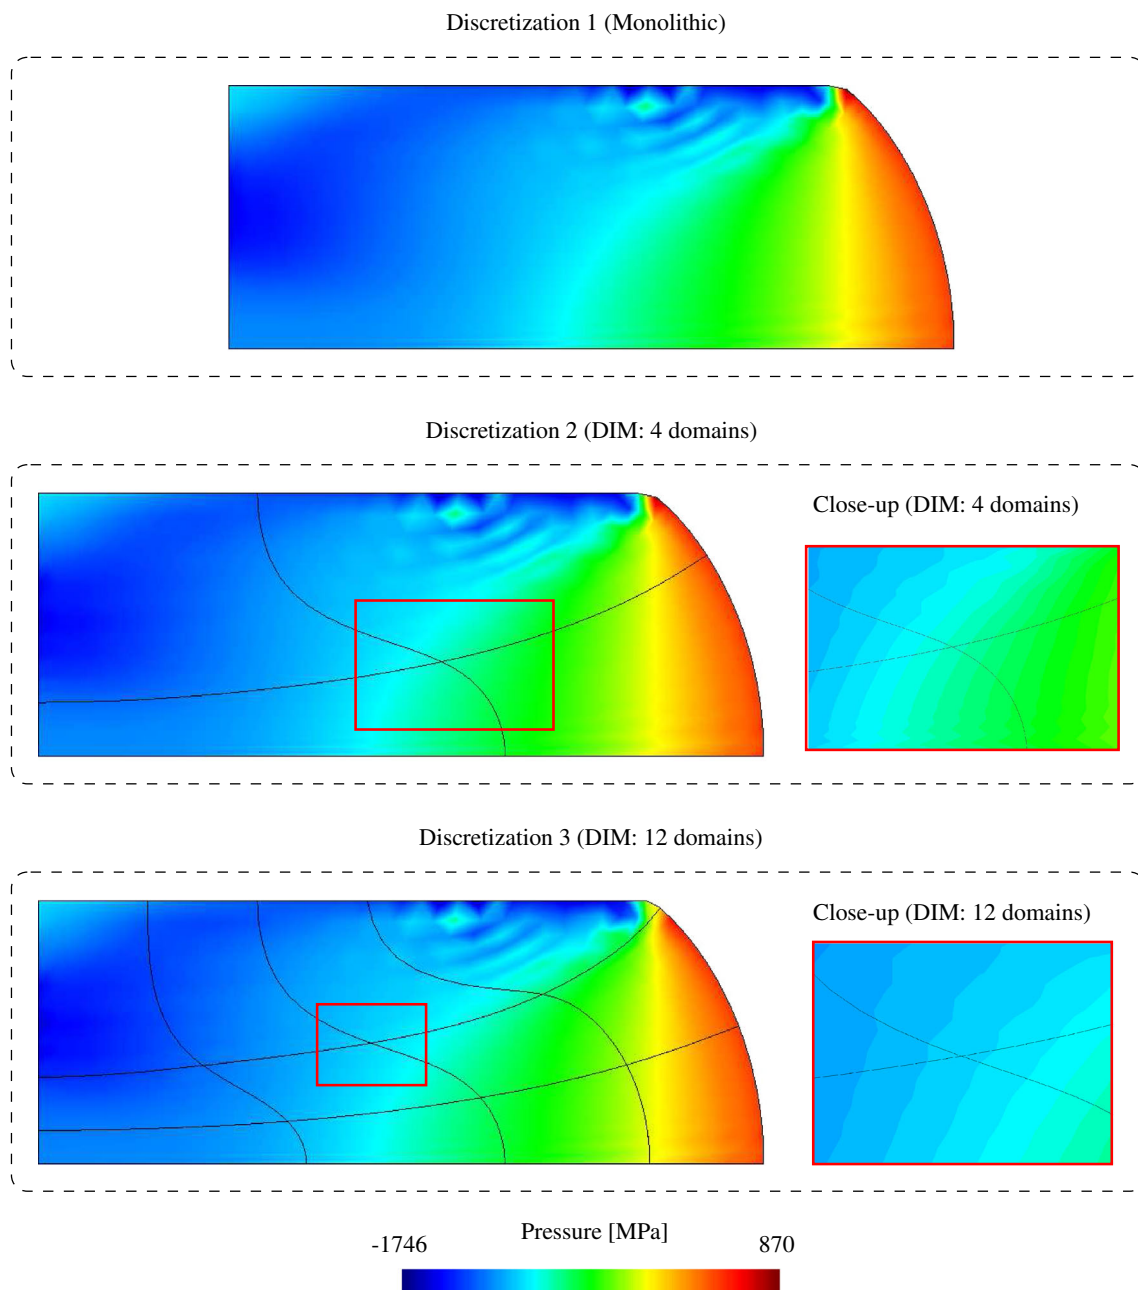 Discretization 1 (Monolithic)
Discretization 2 (DIM: 4 domains)
Close-up (DIM: 4 domains)
Discretization 3 (DIM: 12 domains)
Close-up (DIM: 12 domains)
Pressure [MPa]
-1746 870